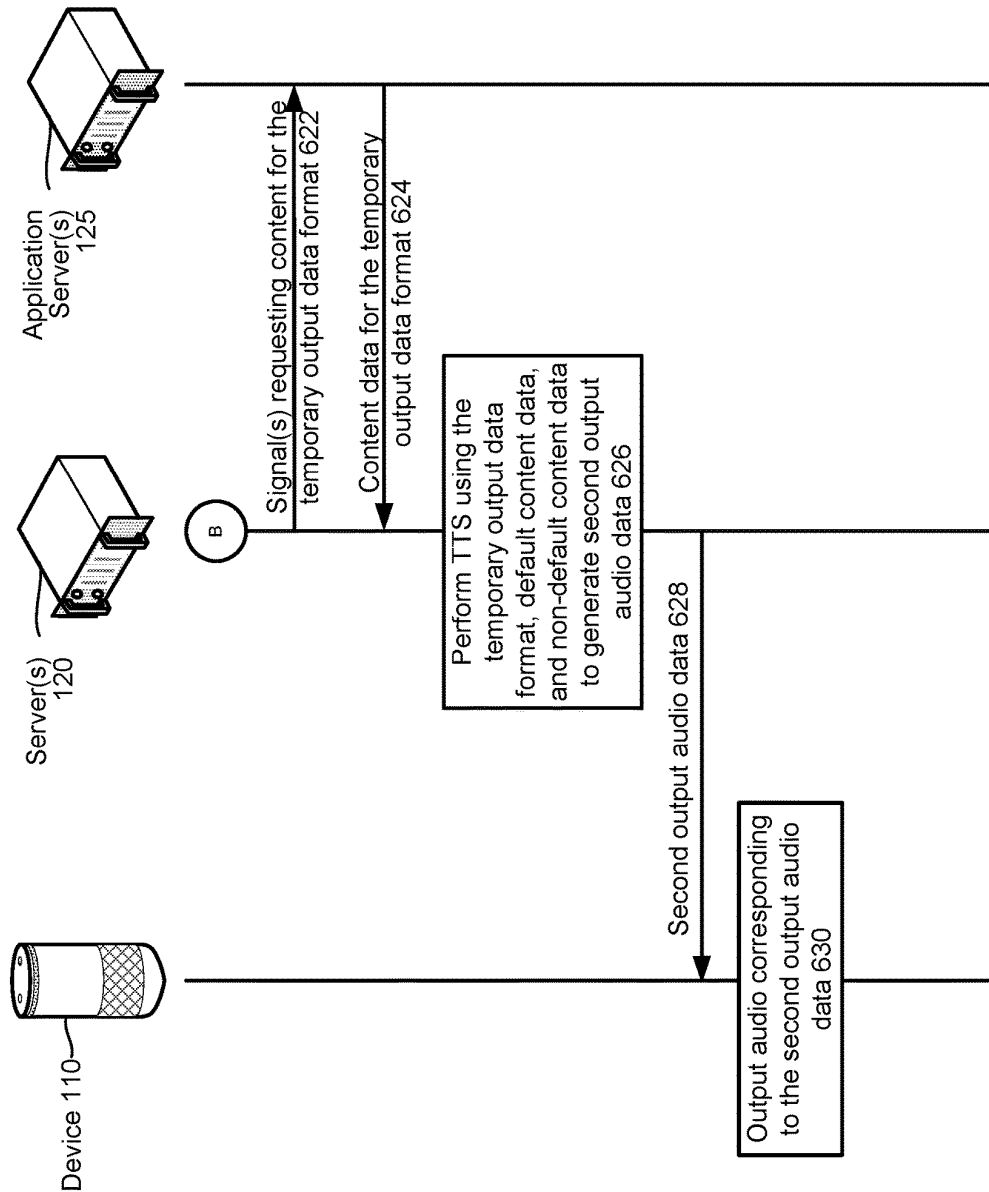 Device 110
Server(s)
120
Application
Server(s)
125
B
Signal(s) requesting content for the
temporary output data format 622
Content data for the temporary
output data format 624
Perform TTS using the
temporary output data
format, default content data,
and non-default content data
to generate second output
audio data 626
Second output audio data 628
Output audio corresponding
to the second output audio
data 630